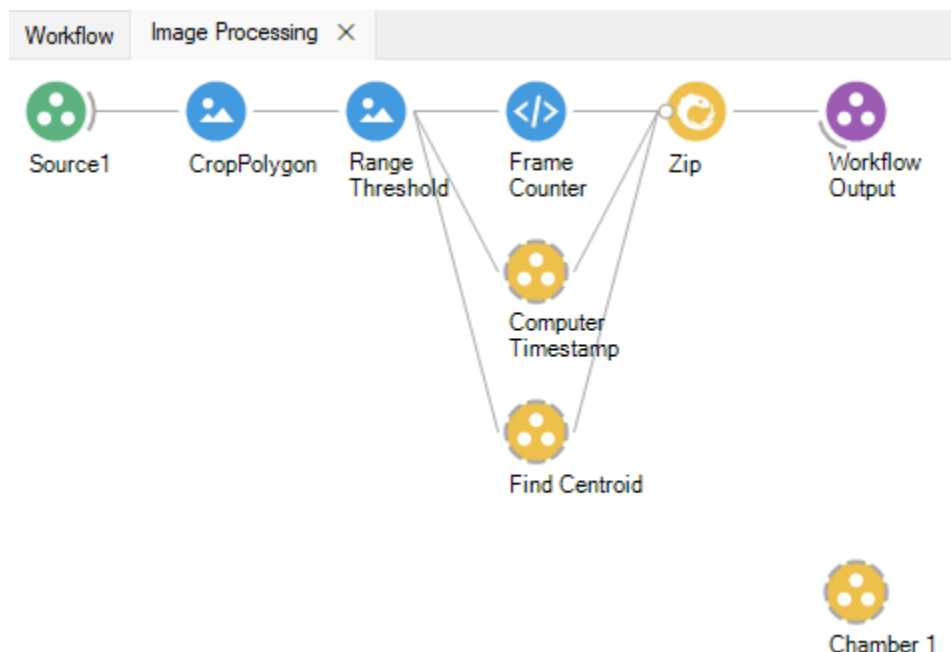 Workflow
Image Processing
Source1
CropPolygon
Range
Threshold
Frame
Counter
Zip
Workflow
Output
Computer
Timestamp
Find Centroid
Chamber 1